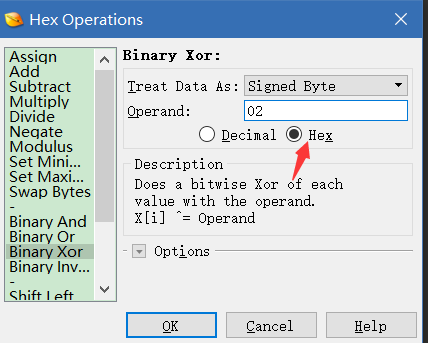 Hex Operations
Assign
Add
Subtract
Multiply
Divide
Negate
Modulus
Set Mini...
Set Maxi...
Swap Bytes
-
Binary And
Binary Or
Binary Xor
Binary Inv...
-
Shift Left
Binary Xor:
Treat Data As: Signed Byte
Operand: 02
Decimal Hex
Description
Does a bitwise Xor of each
value with the operand.
X[i] ^= Operand
Options
OK Cancel Help